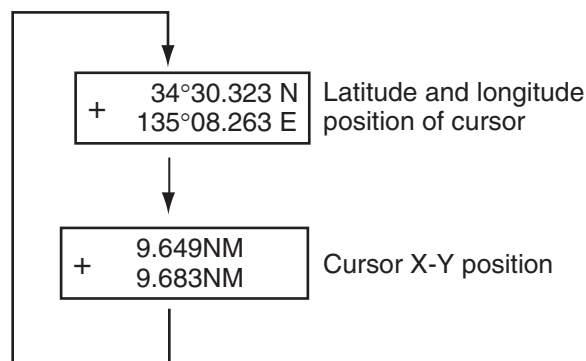 + 34°30.323 N
135°08.263 E
Latitude and longitude
position of cursor
+ 9.649NM
9.683NM
Cursor X-Y position